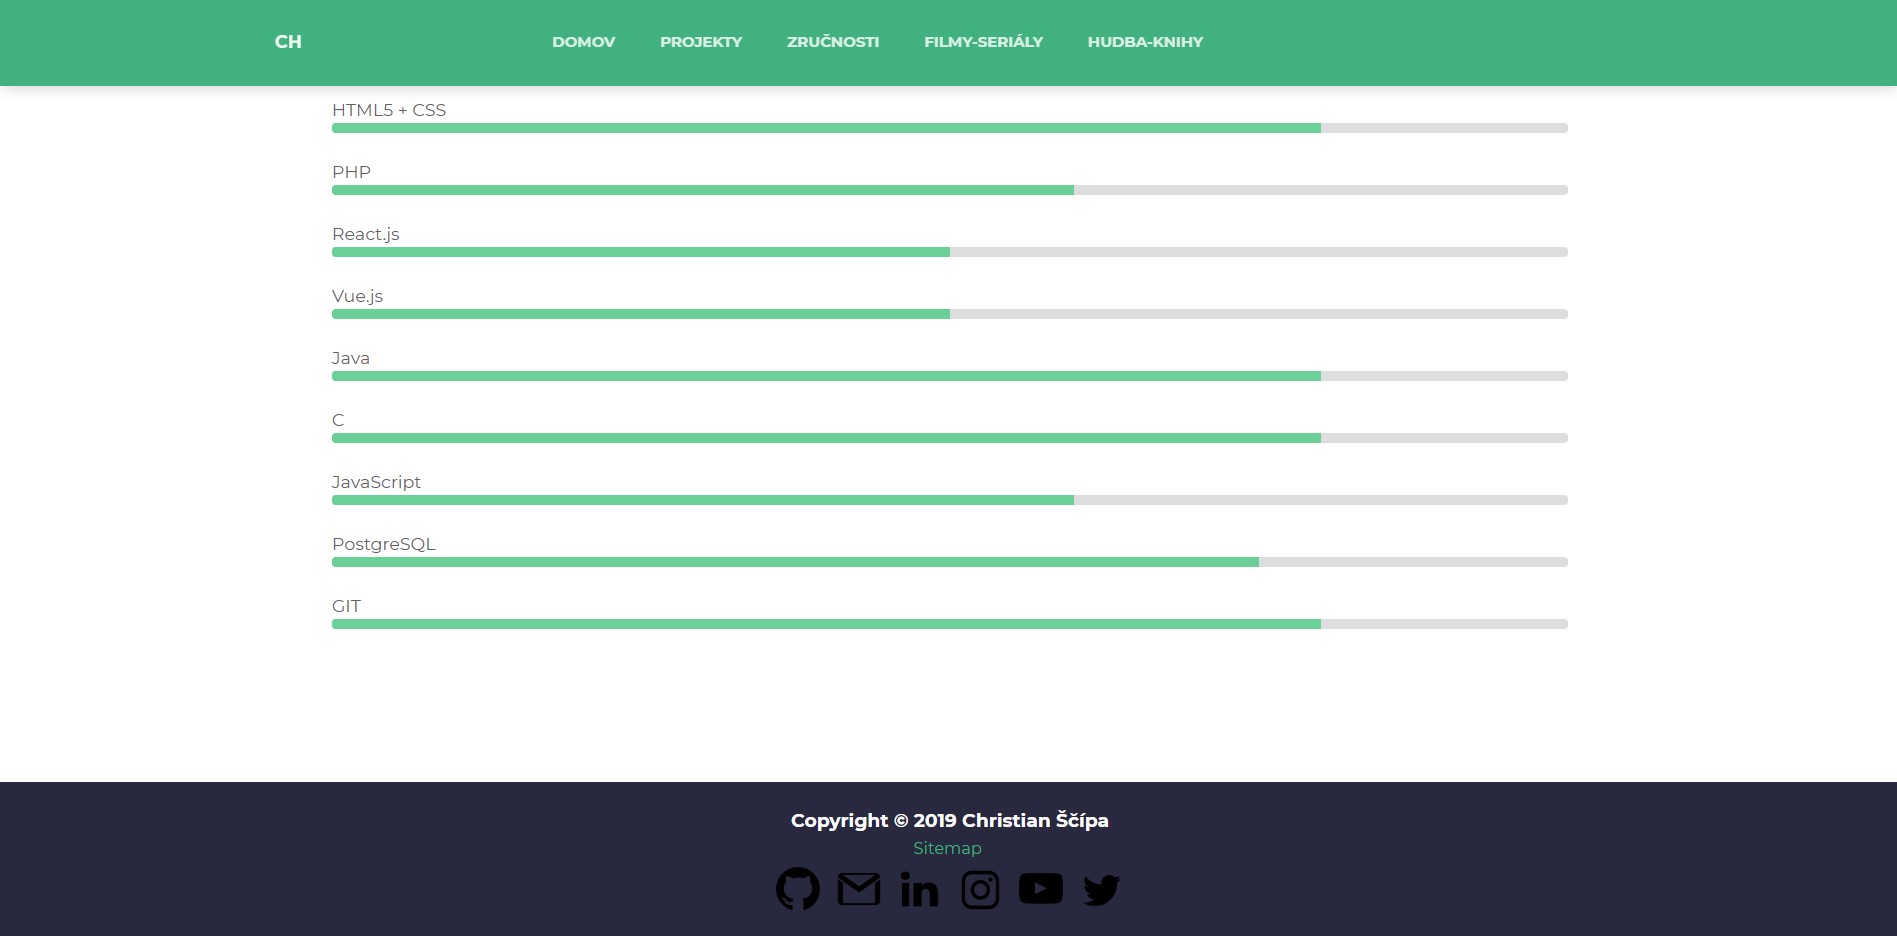 CH DOMOV PROJEKTY ZRUČNOSTI FILMY-SERIÁLY HUDBA-KNIHY
HTML5 + CSS
PHP
React.js
Vue.js
Java
C
JavaScript
PostgreSQL
GIT
Copyright © 2019 Christian Ščípa
Sitemap
in